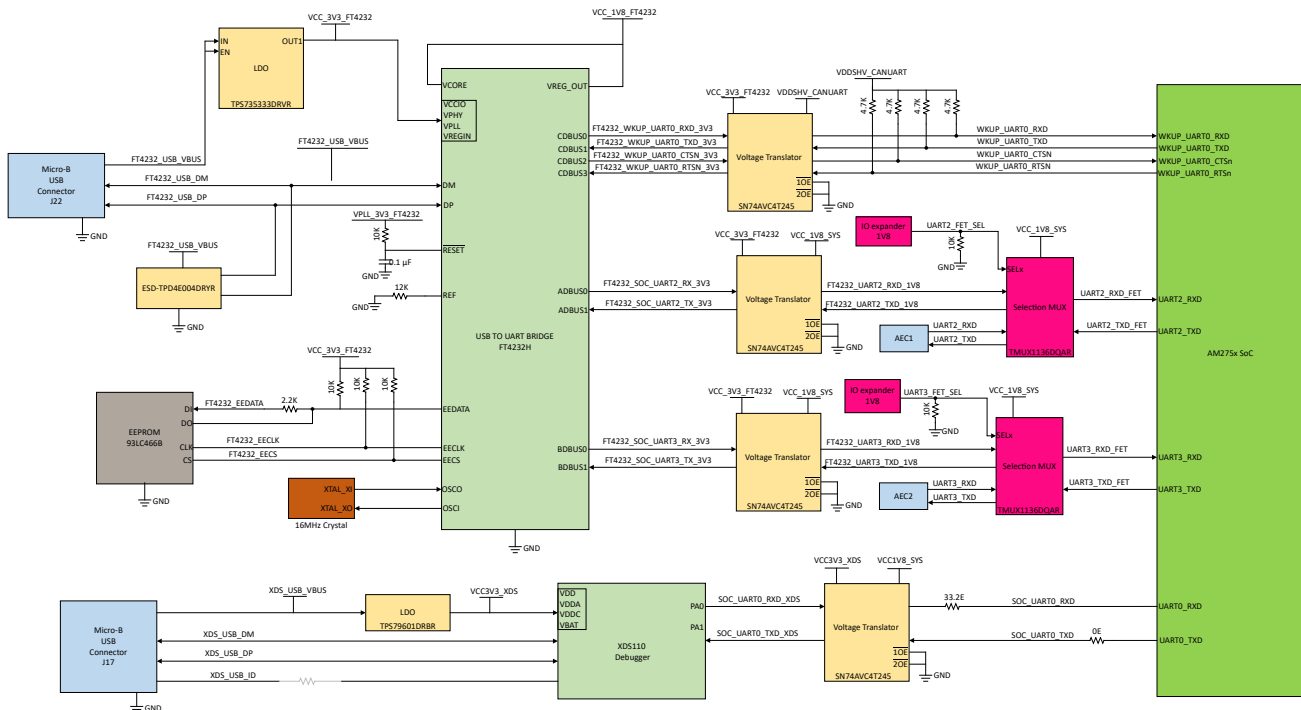 VCC_3V3_FT4232
VCC_1V8_FT4232
IN
EN
OUT1
LDO
TPS735333DRVR
VCORE
VREG_OUT
VCCIO
VPHY
VPLL
VREGIN
FT4232_USB_VBUS
FT4232_USB_VBUS
Micro-B
USB
Connector
J22
FT4232_USB_DM
DM
FT4232_USB_DP
DP
GND
VPLL_3V3_FT4232
10K
RESET
0.1 µF
GND
FT4232_USB_VBUS
ESD-TPD4E004DRYR
GND
12K
REF
GND
USB TO UART BRIDGE
FT4232H
VCC_3V3_FT4232
10K
10K
10K
EEPROM
93LC466B
DI
FT4232_EEDATA
2.2K
EEDATA
DO
CLK
FT4232_EECLK
EECLK
CS
FT4232_EECS
EECS
GND
XTAL_XI
OSCO
XTAL_XO
OSCI
16MHz Crystal
GND
CDBUS0
FT4232_WKUP_UART0_RXD_3V3
CDBUS1
FT4232_WKUP_UART0_TXD_3V3
CDBUS2
FT4232_WKUP_UART0_CTSN_3V3
CDBUS3
FT4232_WKUP_UART0_RTSN_3V3
VCC_3V3_FT4232
VDDSHV_CANUART
Voltage Translator
1OE
2OE
GND
SN74AVC4T245
VDDSHV_CANUART
4.7K
4.7K
4.7K
4.7K
WKUP_UART0_RXD
WKUP_UART0_RXD
WKUP_UART0_TXD
WKUP_UART0_TXD
WKUP_UART0_CTSN
WKUP_UART0_CTSn
WKUP_UART0_RTSN
WKUP_UART0_RTSn
VCC_3V3_FT4232
VCC_1V8_SYS
IO expander
1V8
UART2_FET_SEL
10K
GND
VCC_1V8_SYS
SELx
ADBUS0
FT4232_SOC_UART2_RX_3V3
ADBUS1
FT4232_SOC_UART2_TX_3V3
Voltage Translator
1OE
2OE
GND
SN74AVC4T245
FT4232_UART2_RXD_1V8
FT4232_UART2_TXD_1V8
AEC1
UART2_RXD
UART2_TXD
Selection MUX
TMUX1136DQAR
UART2_RXD_FET
UART2_RXD
UART2_TXD_FET
UART2_TXD
AM275x SoC
VCC_3V3_FT4232
VCC_1V8_SYS
IO expander
1V8
UART3_FET_SEL
10K
GND
VCC_1V8_SYS
SELx
BDBUS0
FT4232_SOC_UART3_RX_3V3
BDBUS1
FT4232_SOC_UART3_TX_3V3
Voltage Translator
1OE
2OE
GND
SN74AVC4T245
FT4232_UART3_RXD_1V8
FT4232_UART3_TXD_1V8
AEC2
UART3_RXD
UART3_TXD
Selection MUX
TMUX1136DQAR
UART3_RXD_FET
UART3_RXD
UART3_TXD_FET
UART3_TXD
Micro-B
USB
Connector
J17
GND
XDS_USB_VBUS
LDO
TPS79601DRBR
VCC3V3_XDS
XDS_USB_DM
XDS_USB_DP
XDS_USB_ID
VDD
VDDA
VDDC
VBAT
XDS110
Debugger
PA0
SOC_UART0_RXD_XDS
PA1
SOC_UART0_TXD_XDS
VCC3V3_XDS
VCC1V8_SYS
Voltage Translator
1OE
2OE
GND
SN74AVC4T245
33.2E
SOC_UART0_RXD
UART0_RXD
SOC_UART0_TXD
0E
UART0_TXD